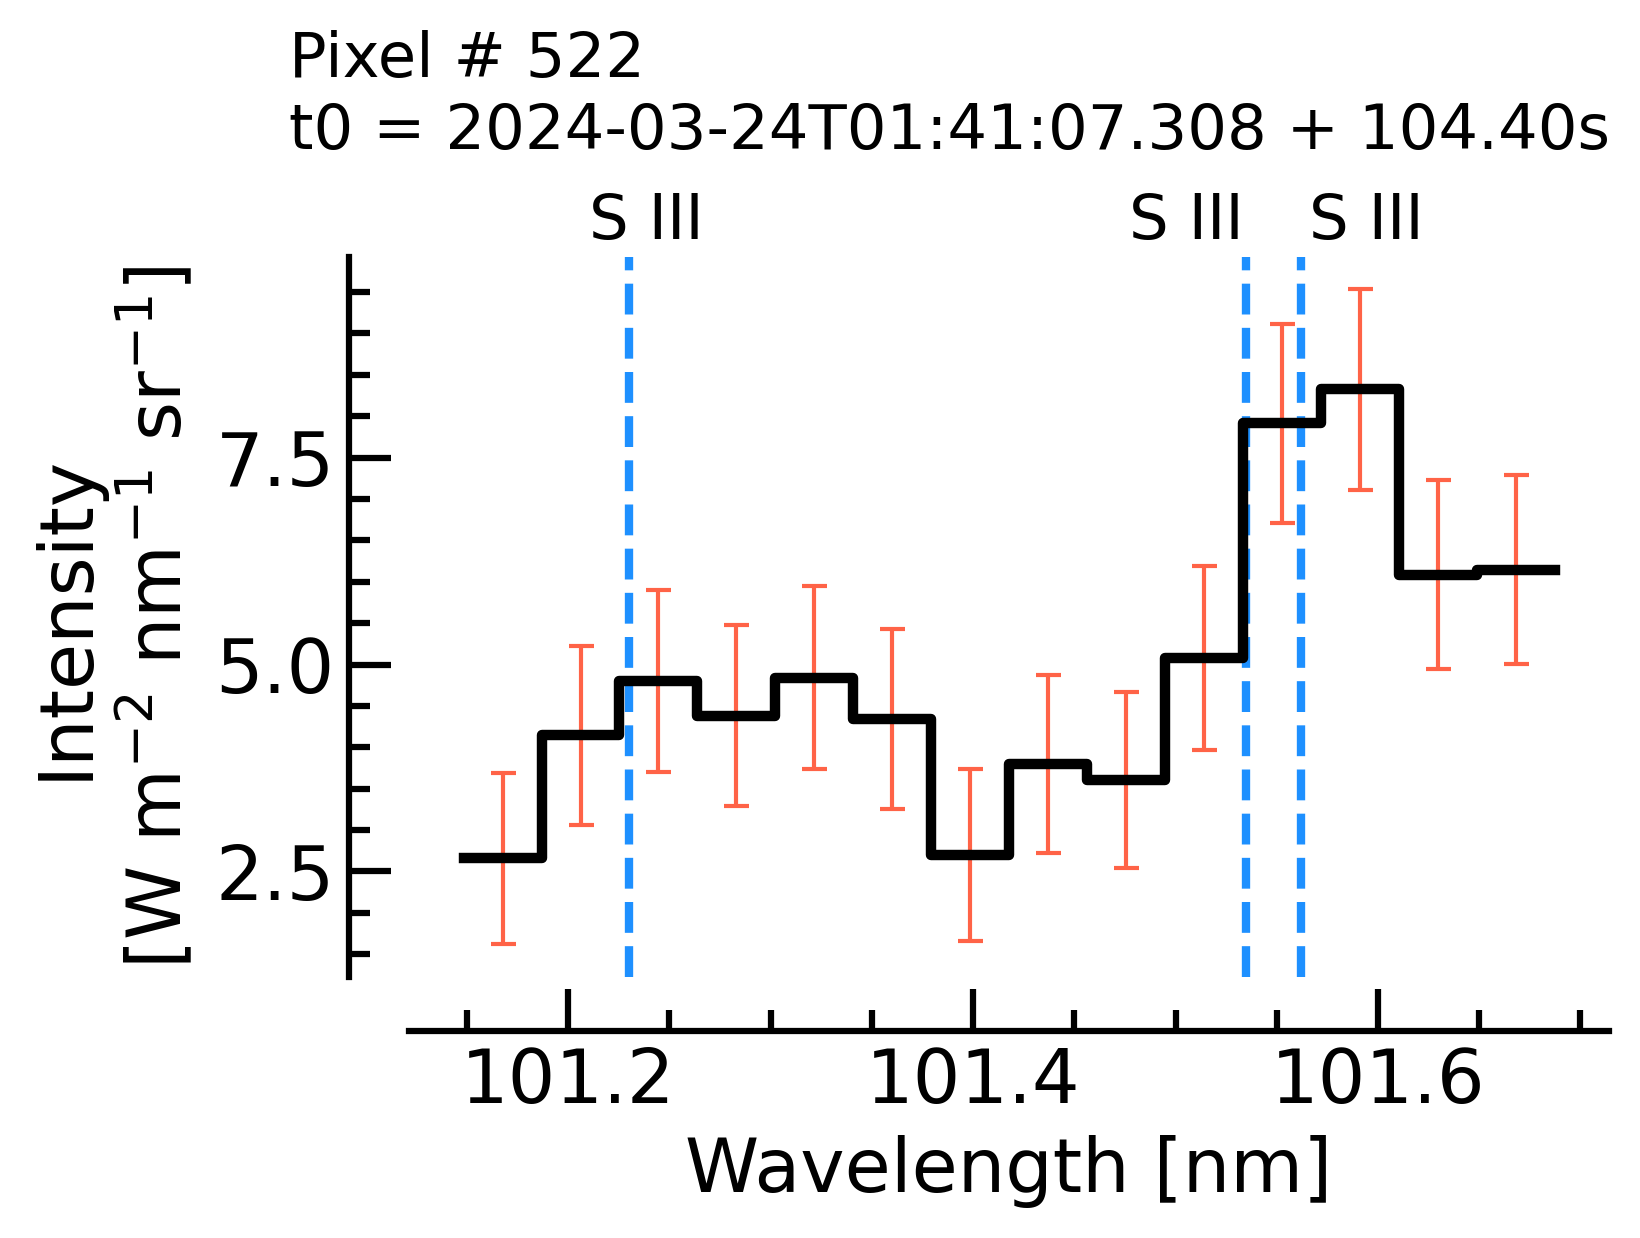 Pixel # 522
t0 = 2024-03-24T01:41:07.308 + 104.40s
S III S III S III
Intensity
[W m⁻² nm⁻¹ sr⁻¹]
7.5
5.0
2.5
101.2 101.4 101.6
Wavelength [nm]